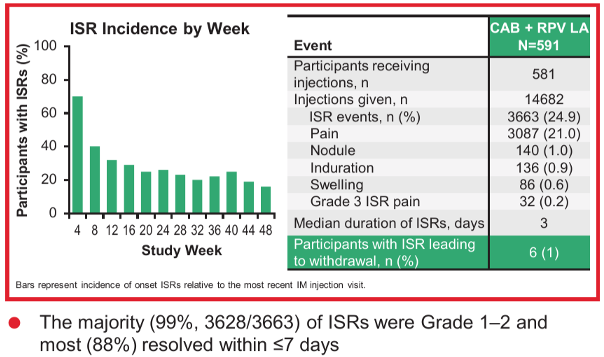 ISR Incidence by Week
Participants with ISRs (%)
100
80
60
40
20
0
4 8 12 16 20 24 28 32 36 40 44 48
Study Week
Event
CAB + RPV LA
N=591
Participants receiving
injections, n
581
Injections given, n 14682
ISR events, n (%) 3663 (24.9)
Pain 3087 (21.0)
Nodule 140 (1.0)
Induration 136 (0.9)
Swelling 86 (0.6)
Grade 3 ISR pain 32 (0.2)
Median duration of ISRs, days 3
Participants with ISR leading
to withdrawal, n (%)
6 (1)
Bars represent incidence of onset ISRs relative to the most recent IM injection visit.
The majority (99%, 3628/3663) of ISRs were Grade 1–2 and
most (88%) resolved within ≤7 days